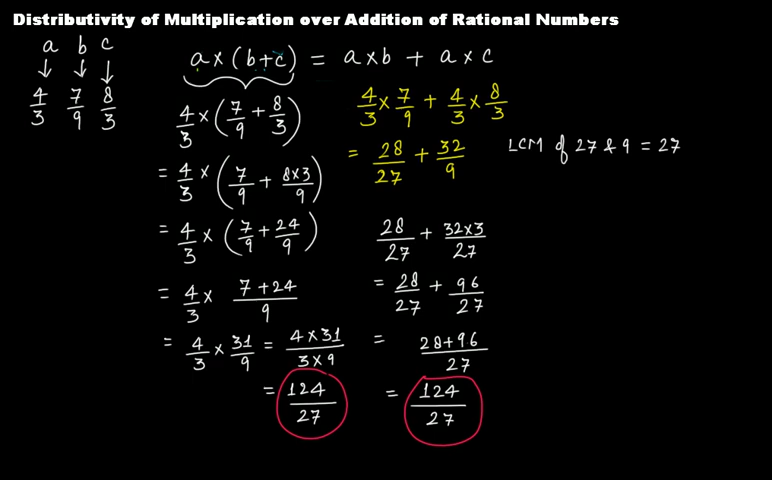 Distributivity of Multiplication over Addition of Rational Numbers
a b c
↓ ↓ ↓
4/3 7/9 8/3
a × (b+c) = a×b + a×c
4/3 × (7/9 + 8/3)
= 4/3 × (7/9 + 8×3/9)
= 4/3 × (7/9 + 24/9)
= 4/3 × 7+24/9
= 4/3 × 31/9 = 4×31/3×9
= 124/27
4/3 × 7/9 + 4/3 × 8/3
= 28/27 + 32/9
LCM of 27 & 9 = 27
28/27 + 32×3/27
= 28/27 + 96/27
= 28+96/27
= 124/27